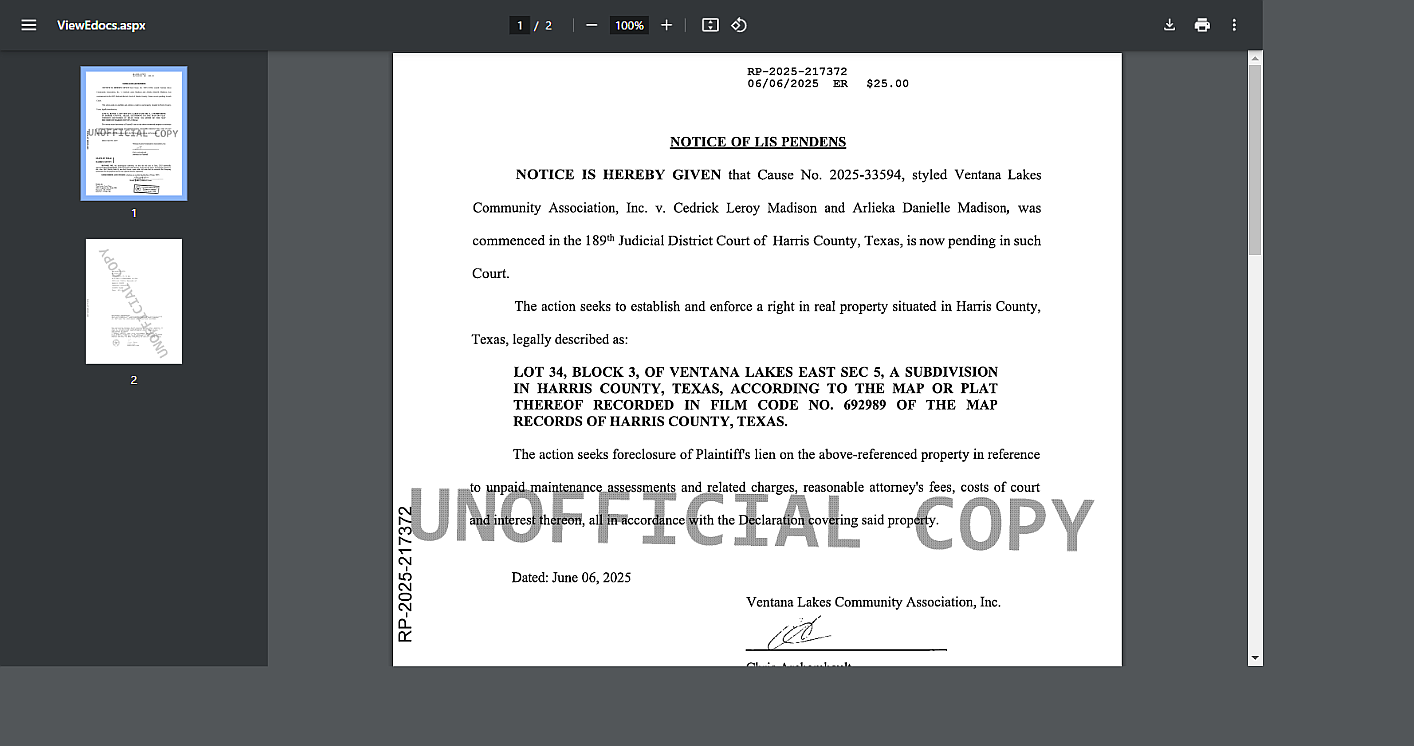 ViewEdocs.aspx
1 / 2
100%
1
2
RP-2025-217372
06/06/2025 ER $25.00
NOTICE OF LIS PENDENS
NOTICE IS HEREBY GIVEN that Cause No. 2025-33594, styled Ventana Lakes
Community Association, Inc. v. Cedrick Leroy Madison and Arlieka Danielle Madison, was
commenced in the 189th Judicial District Court of Harris County, Texas, is now pending in such
Court.
The action seeks to establish and enforce a right in real property situated in Harris County,
Texas, legally described as:
LOT 34, BLOCK 3, OF VENTANA LAKES EAST SEC 5, A SUBDIVISION
IN HARRIS COUNTY, TEXAS, ACCORDING TO THE MAP OR PLAT
THEREOF RECORDED IN FILM CODE NO. 692989 OF THE MAP
RECORDS OF HARRIS COUNTY, TEXAS.
The action seeks foreclosure of Plaintiff's lien on the above-referenced property in reference
to unpaid maintenance assessments and related charges, reasonable attorney's fees, costs of court
and interest thereon, all in accordance with the Declaration covering said property.
UNOFFICIAL COPY
RP-2025-217372
Dated: June 06, 2025
Ventana Lakes Community Association, Inc.
UNOFFICIAL COPY
UNOFFICIAL COPY